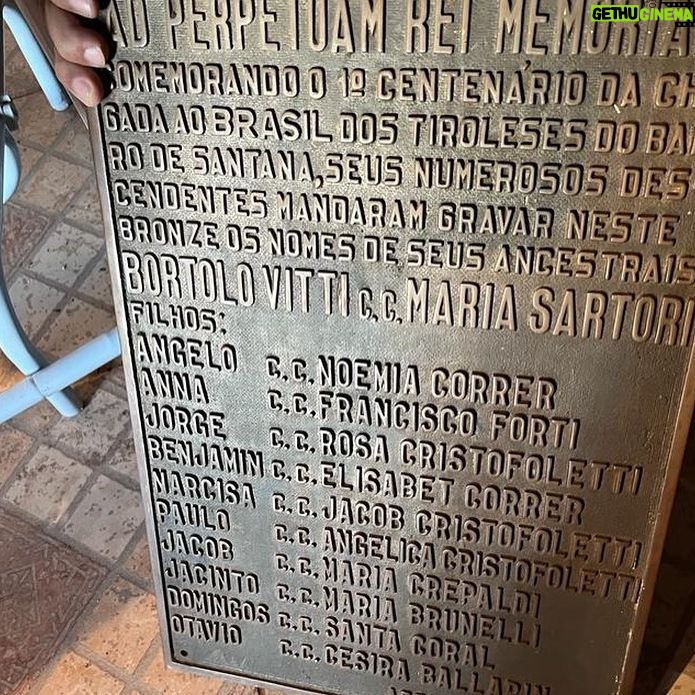 GETHUCINEMA
AD PERPETUAM REI MEMORIA
COMEMORANDO O 1º CENTENÁRIO DA CH
GADA AO BRASIL DOS TIROLESES DO BAI
RO DE SANTANA, SEUS NUMEROSOS DES
CENDENTES MANDARAM GRAVAR NESTE
BRONZE OS NOMES DE SEUS ANCESTRAIS
BORTOLO VITTI C.C. MARIA SARTORI
FILHOS:
ANGELO C.C. NOEMIA CORRER
ANNA C.C. FRANCISCO FORTI
JORGE C.C. ROSA CRISTOFOLETTI
BENJAMIN C.C. ELISABET CORRER
NARCISA C.C. JACOB CRISTOFOLETTI
PAULO C.C. ANGELICA CRISTOFOLETTI
JACOB C.C. MARIA CREPALDI
JACINTO C.C. MARIA BRUNELLI
DOMINGOS C.C. SANTA CORAL
OTAVIO C.C. CESIRA BALLARIN